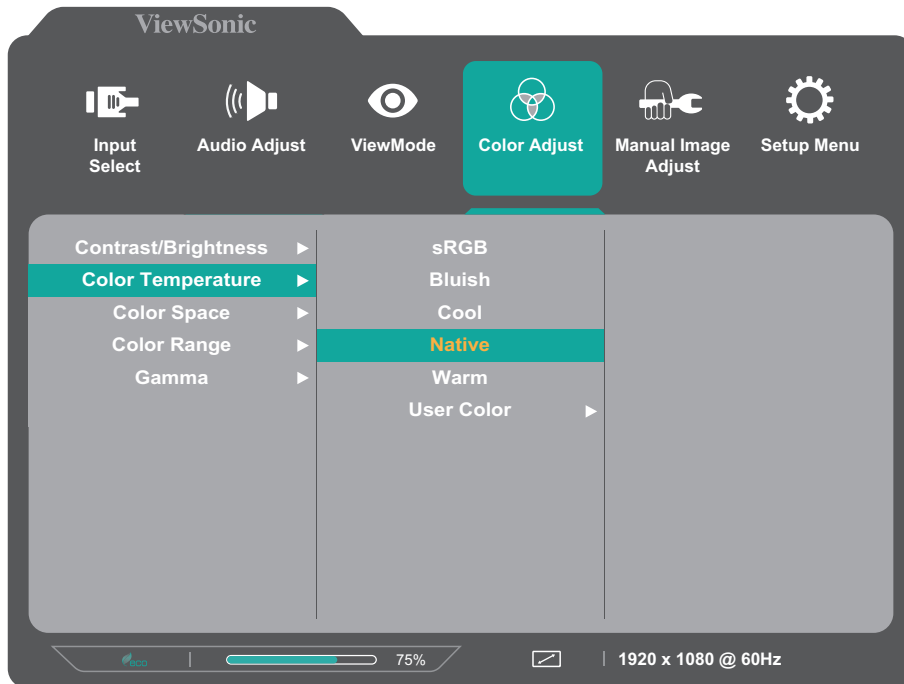 ViewSonic
Input
Select
Audio Adjust
ViewMode
Color Adjust
Manual Image
Adjust
Setup Menu
Contrast/Brightness
Color Temperature
Color Space
Color Range
Gamma
sRGB
Bluish
Cool
Native
Warm
User Color
eco
75%
1920 x 1080 @ 60Hz